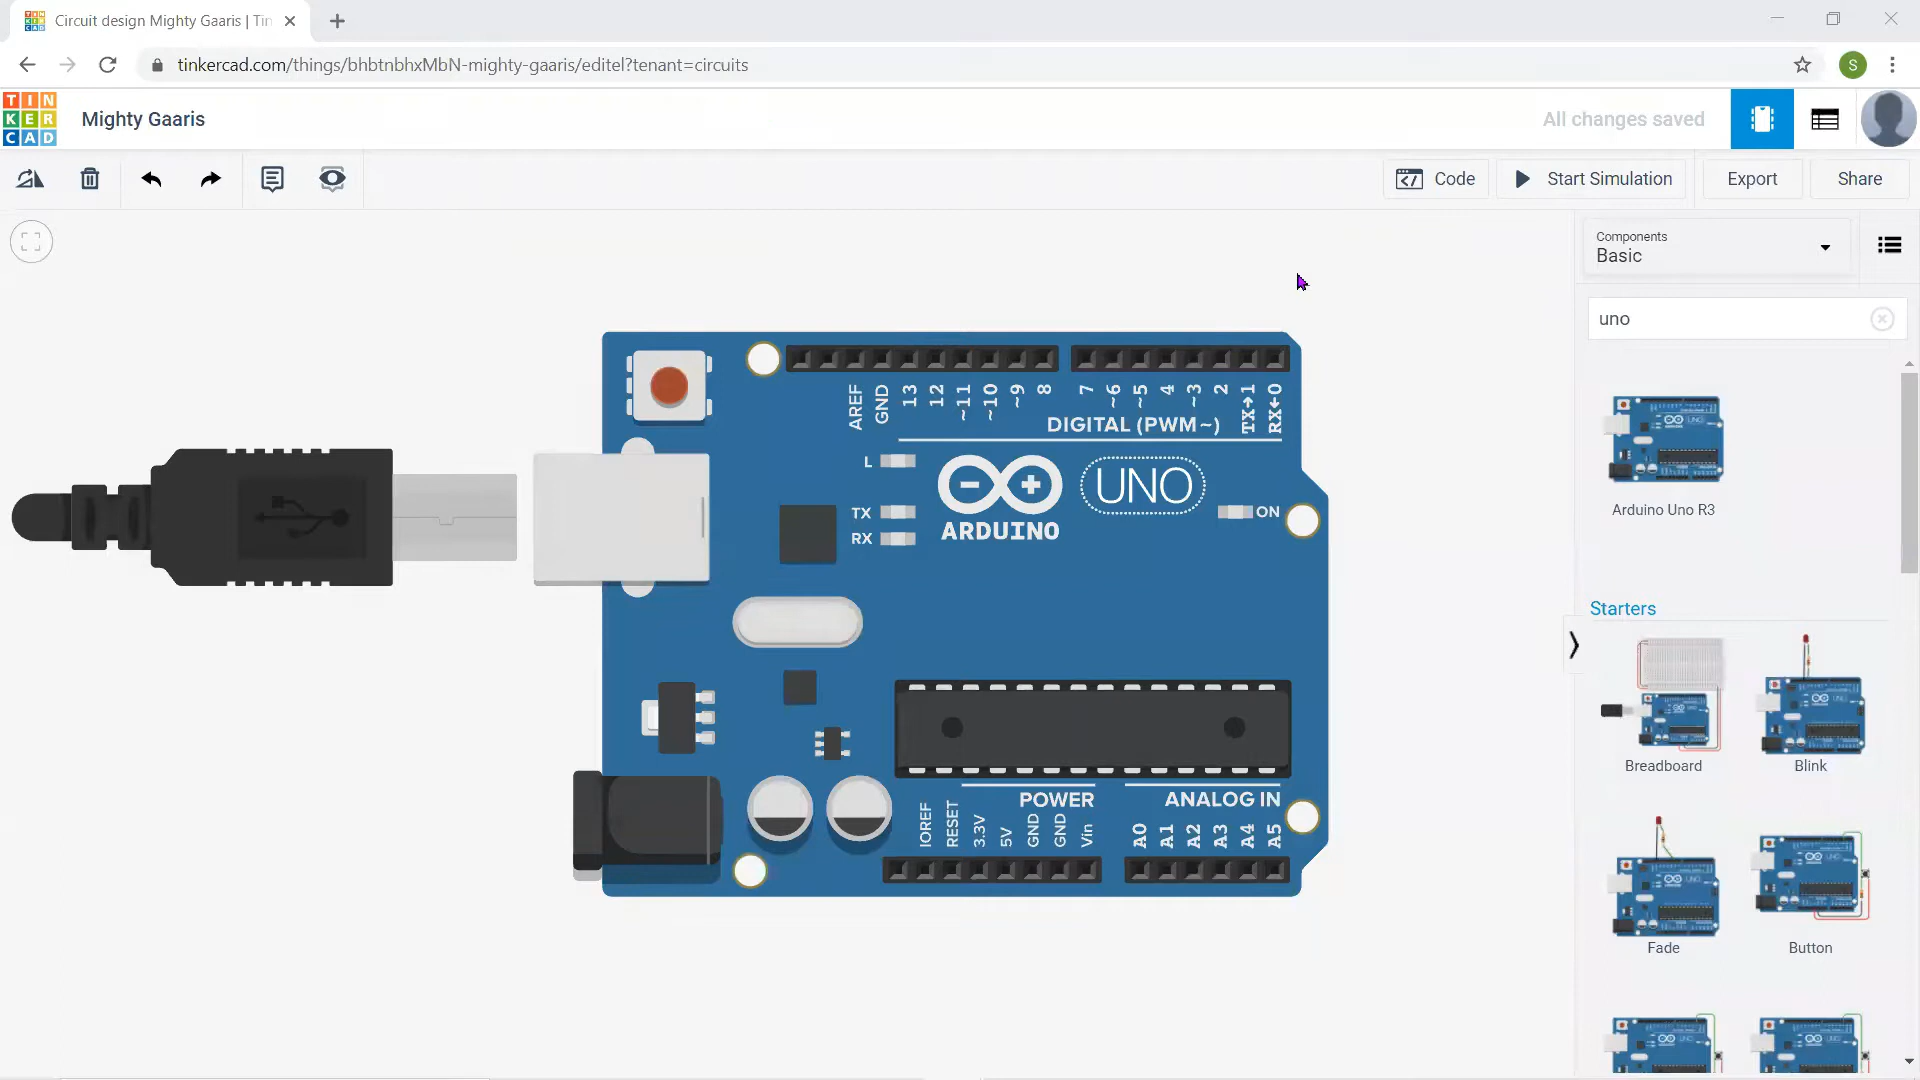 Circuit design Mighty Gaaris | Tin
tinkercad.com/things/bhbtnbhxMbN-mighty-gaaris/editel?tenant=circuits
S
TIN
KER
CAD
Mighty Gaaris
All changes saved
Code
Start Simulation
Export
Share
Components
Basic
uno
Arduino Uno R3
Starters
Breadboard
Blink
Fade
Button
AREF
GND
13
12
~11
~10
~9
8
7
~6
~5
4
~3
2
TX→1
RX←0
DIGITAL (PWM~)
L
TX
RX
ARDUINO
UNO
ON
POWER
ANALOG IN
IOREF
RESET
3.3V
5V
GND
GND
Vin
A0
A1
A2
A3
A4
A5